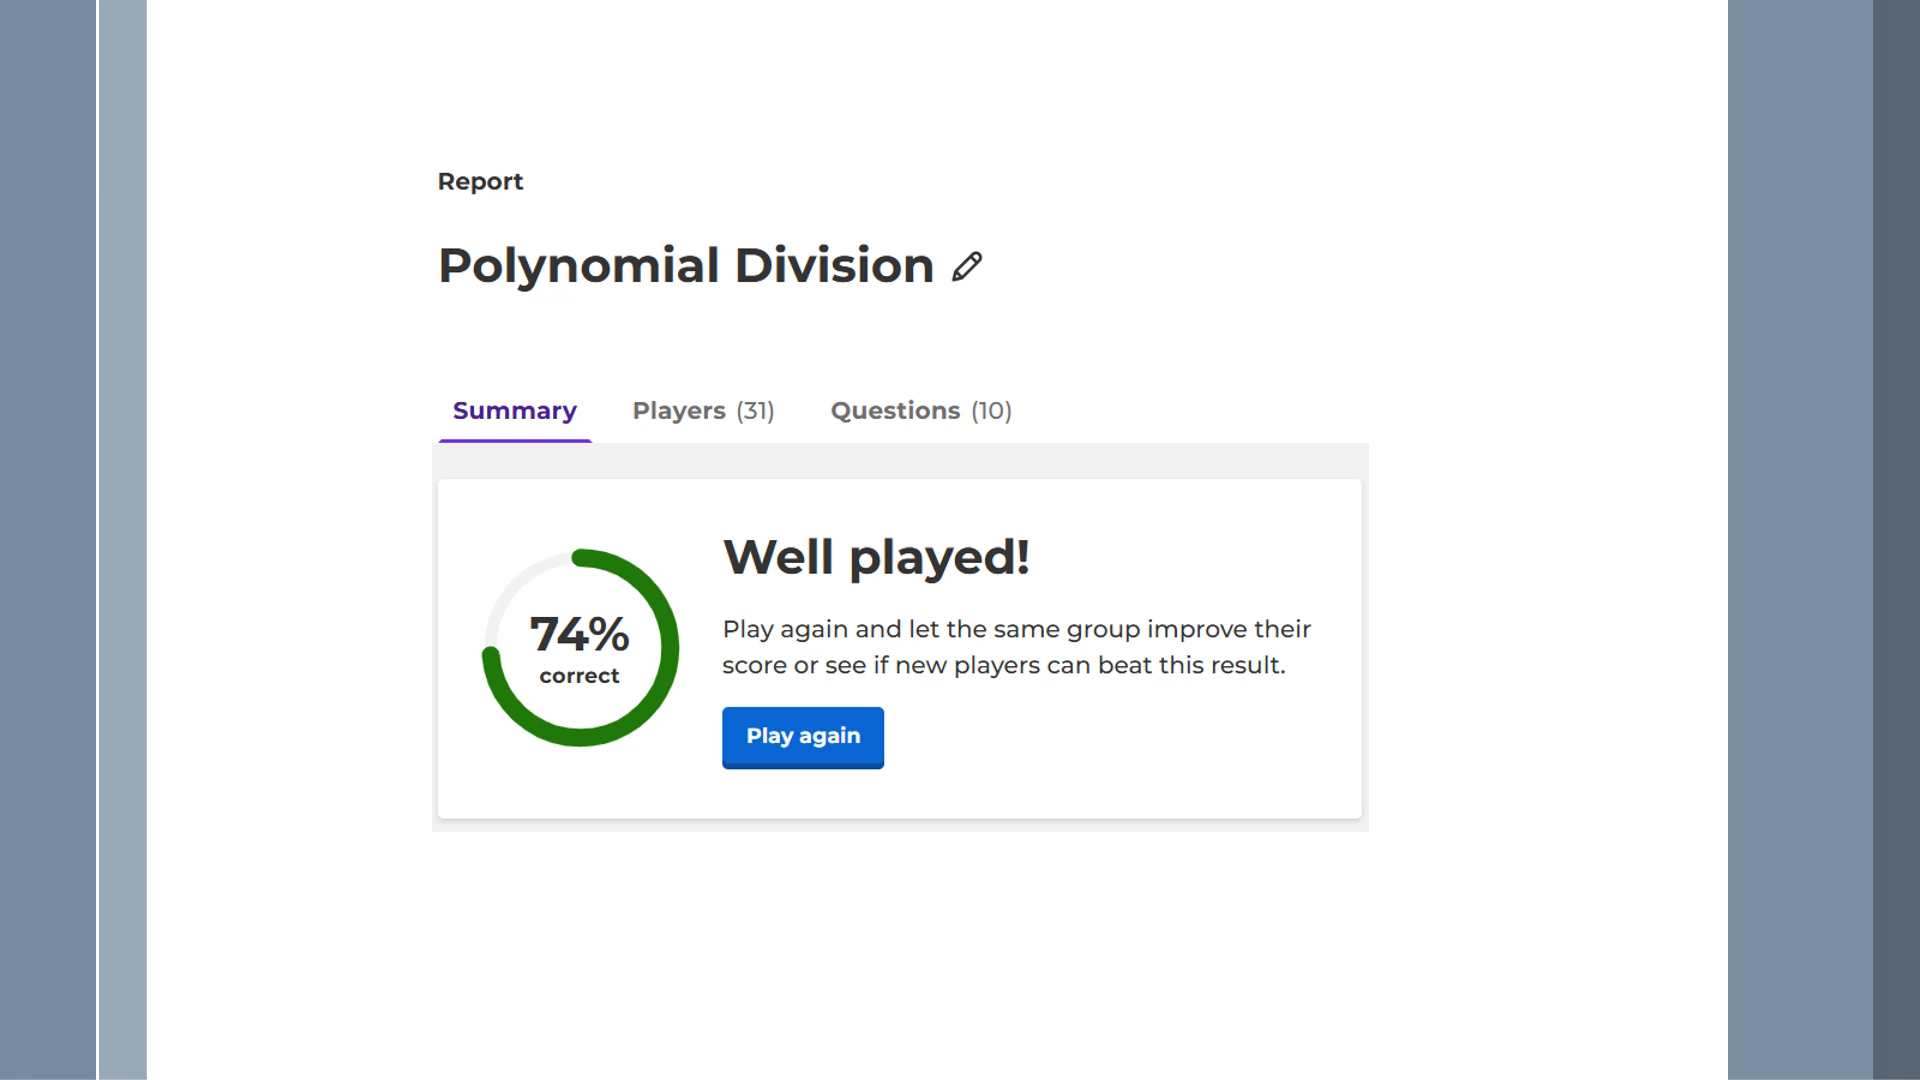 Report
Polynomial Division
Summary Players (31) Questions (10)
74%
correct
Well played!
Play again and let the same group improve their
score or see if new players can beat this result.
Play again